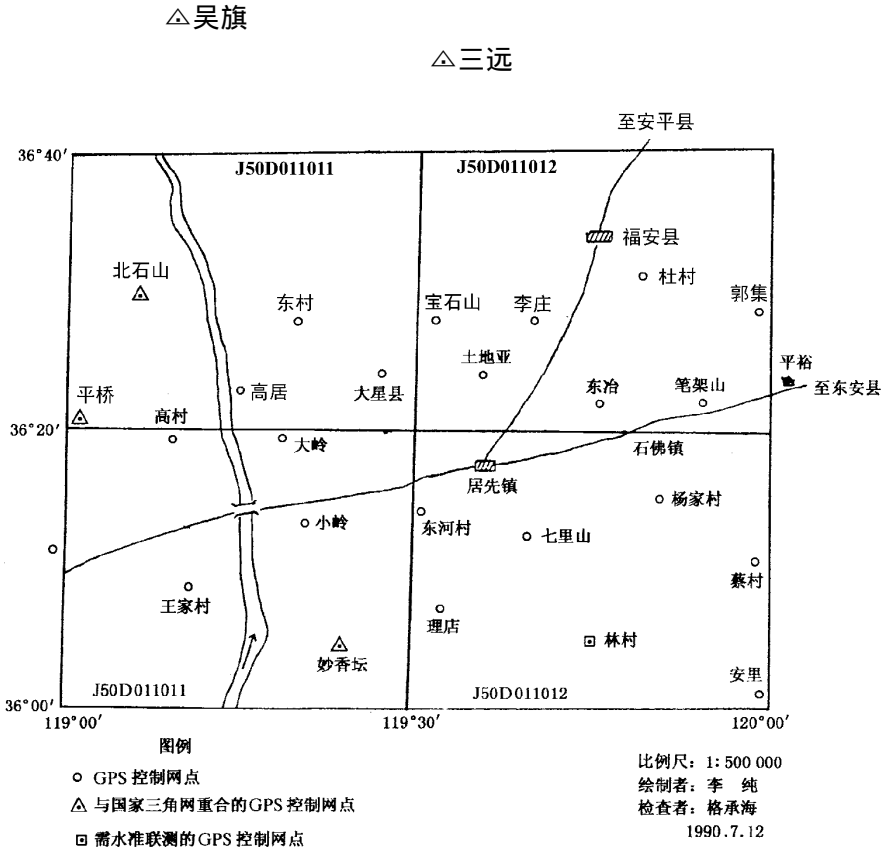 吴旗
三远
至安平县
36°40′
J50D011011
J50D011012
福安县
北石山
杜村
郭集
东村
宝石山
李庄
土地亚
平裕
平桥
高居
大星县
东冶
笔架山
至东安县
高村
36°20′
大岭
石佛镇
居先镇
杨家村
小岭
东河村
七里山
王家村
蔡村
理店
林村
妙香坛
安里
J50D011011
J50D011012
36°00′
119°00′
119°30′
120°00′
图例
GPS 控制网点
与国家三角网重合的GPS 控制网点
需水准联测的GPS 控制网点
比例尺：1:500 000
绘制者：李 纯
检查者：格承海
1990.7.12